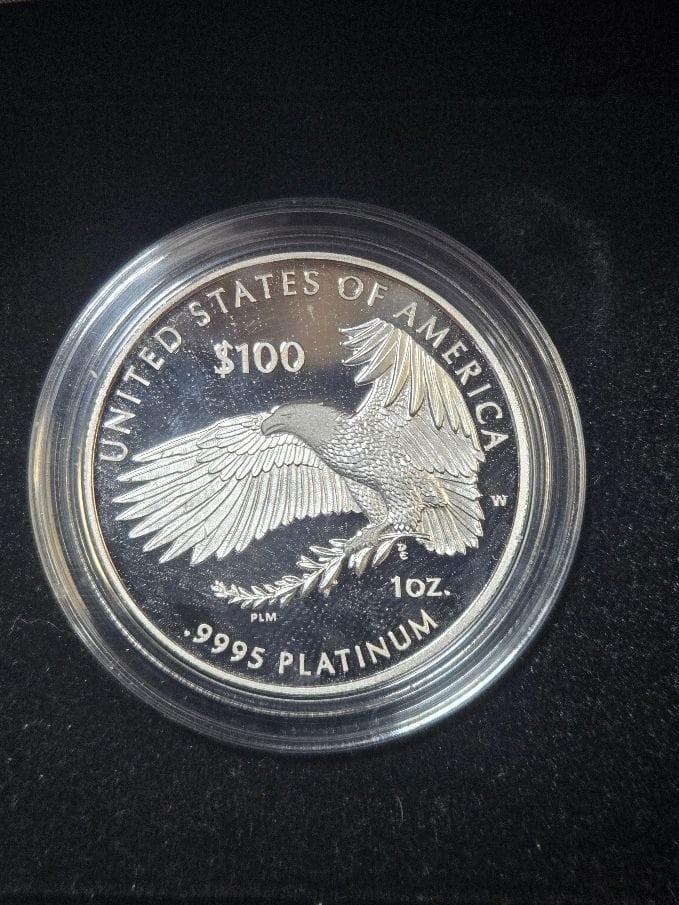 UNITED STATES OF AMERICA
$100
W
1oz.
PLM
.9995 PLATINUM